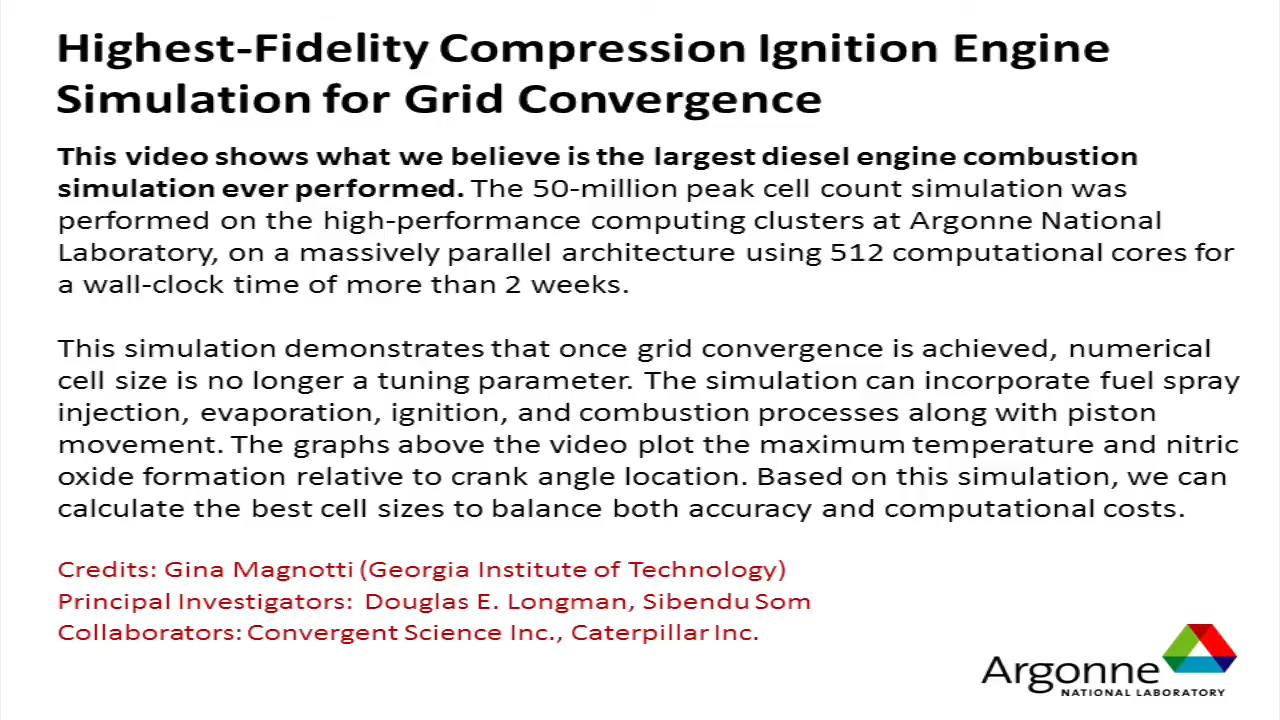 Highest-Fidelity Compression Ignition Engine
Simulation for Grid Convergence
This video shows what we believe is the largest diesel engine combustion
simulation ever performed. The 50-million peak cell count simulation was
performed on the high-performance computing clusters at Argonne National
Laboratory, on a massively parallel architecture using 512 computational cores for
a wall-clock time of more than 2 weeks.
This simulation demonstrates that once grid convergence is achieved, numerical
cell size is no longer a tuning parameter. The simulation can incorporate fuel spray
injection, evaporation, ignition, and combustion processes along with piston
movement. The graphs above the video plot the maximum temperature and nitric
oxide formation relative to crank angle location. Based on this simulation, we can
calculate the best cell sizes to balance both accuracy and computational costs.
Credits: Gina Magnotti (Georgia Institute of Technology)
Principal Investigators: Douglas E. Longman, Sibendu Som
Collaborators: Convergent Science Inc., Caterpillar Inc.
Argonne
NATIONAL LABORATORY